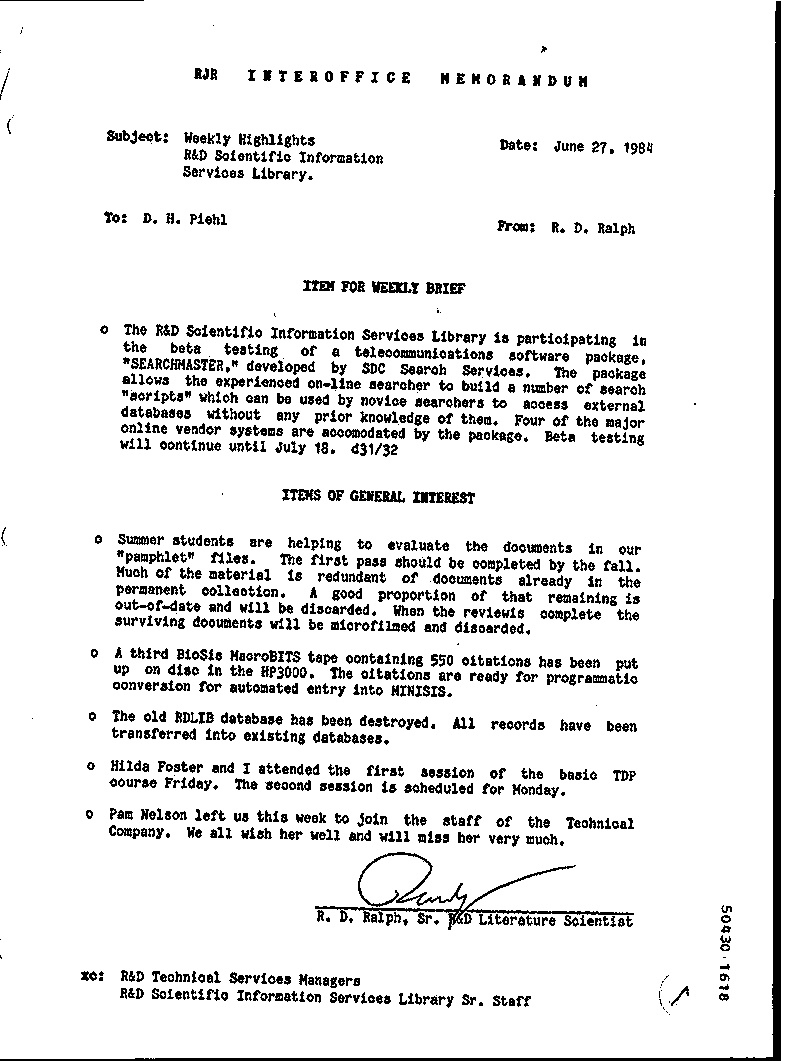 RJR INTEROFFICE MEMORANDUM
Subject: Weekly Highlights
R&D Scientific Information
Services Library.
Date: June 27, 1984
To: D. H. Piehl
From: R. D. Ralph
ITEM FOR WEEKLY BRIEF
o The R&D Scientific Information Services Library is participating in
the beta testing of a telecommunications software package,
"SEARCHMASTER," developed by SDC Search Services. The package
allows the experienced on-line searcher to build a number of search
"scripts" which can be used by novice searchers to access external
databases without any prior knowledge of them. Four of the major
online vendor systems are accomodated by the package. Beta testing
will continue until July 18. d31/32
ITEMS OF GENERAL INTEREST
o Summer students are helping to evaluate the documents in our
"pamphlet" files. The first pass should be completed by the fall.
Much of the material is redundant of documents already in the
permanent collection. A good proportion of that remaining is
out-of-date and will be discarded. When the reviewis complete the
surviving documents will be microfilmed and discarded.
o A third BioSis MacroBITS tape containing 550 citations has been put
up on disc in the HP3000. The citations are ready for programmatic
conversion for automated entry into MINISIS.
o The old RDLIB database has been destroyed. All records have been
transferred into existing databases.
o Hilda Foster and I attended the first session of the basic TDP
course Friday. The second session is scheduled for Monday.
o Pam Nelson left us this week to join the staff of the Technical
Company. We all wish her well and will miss her very much.
Randy
R. D. Ralph, Sr. R&D Literature Scientist
xc: R&D Technical Services Managers
R&D Scientific Information Services Library Sr. Staff
50430 1618